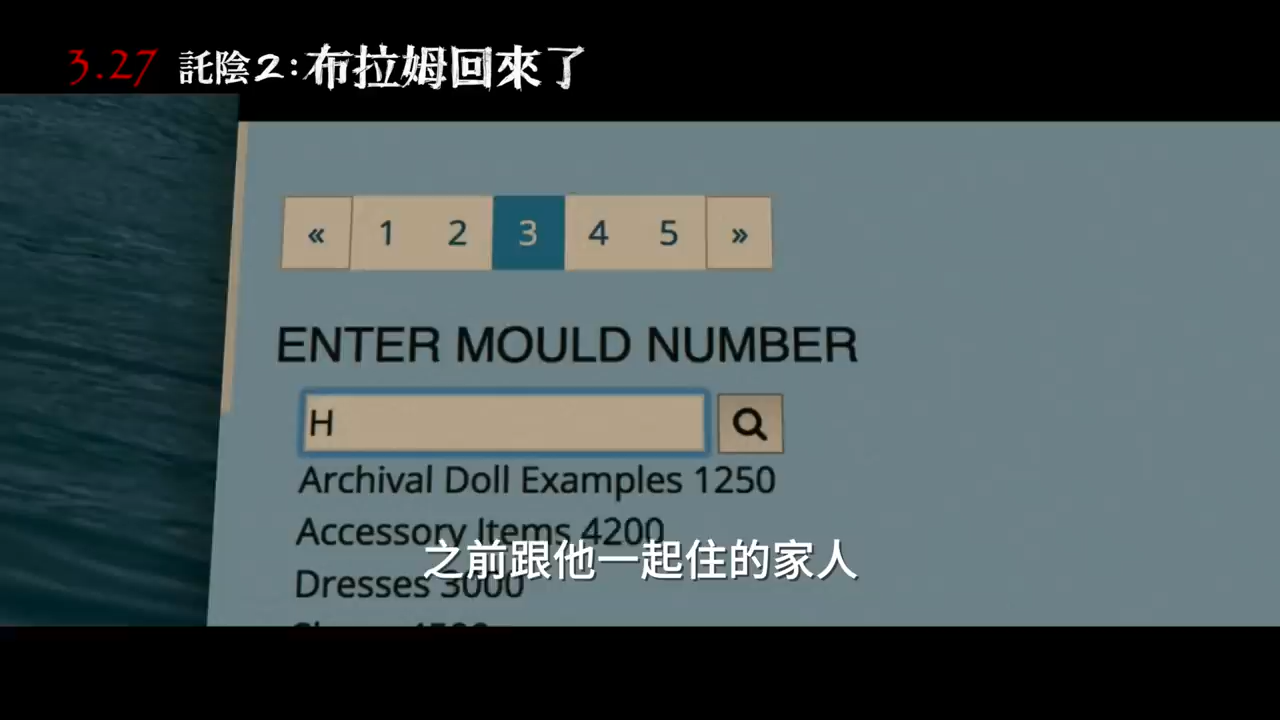 3.27 託陰2:布拉姆回來了
« 1 2 3 4 5 »
ENTER MOULD NUMBER
H
Archival Doll Examples 1250
Accessory Items 4200
之前跟他一起住的家人
Dresses 3000